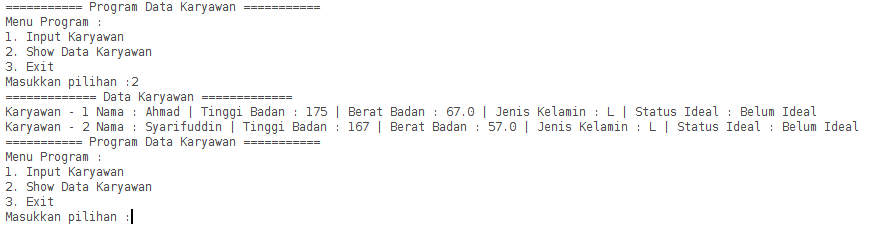 =========== Program Data Karyawan ===========
Menu Program :
1. Input Karyawan
2. Show Data Karyawan
3. Exit
Masukkan pilihan :2
============= Data Karyawan =============
Karyawan - 1 Nama : Ahmad | Tinggi Badan : 175 | Berat Badan : 67.0 | Jenis Kelamin : L | Status Ideal : Belum Ideal
Karyawan - 2 Nama : Syarifuddin | Tinggi Badan : 167 | Berat Badan : 57.0 | Jenis Kelamin : L | Status Ideal : Belum Ideal
=========== Program Data Karyawan ===========
Menu Program :
1. Input Karyawan
2. Show Data Karyawan
3. Exit
Masukkan pilihan :